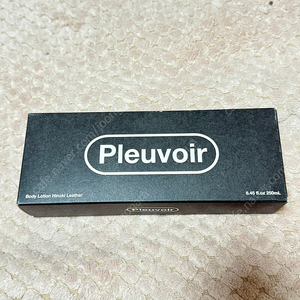 Pleuvoir
Body Lotion Hinoki Leather
8.45 fl.oz 250mL